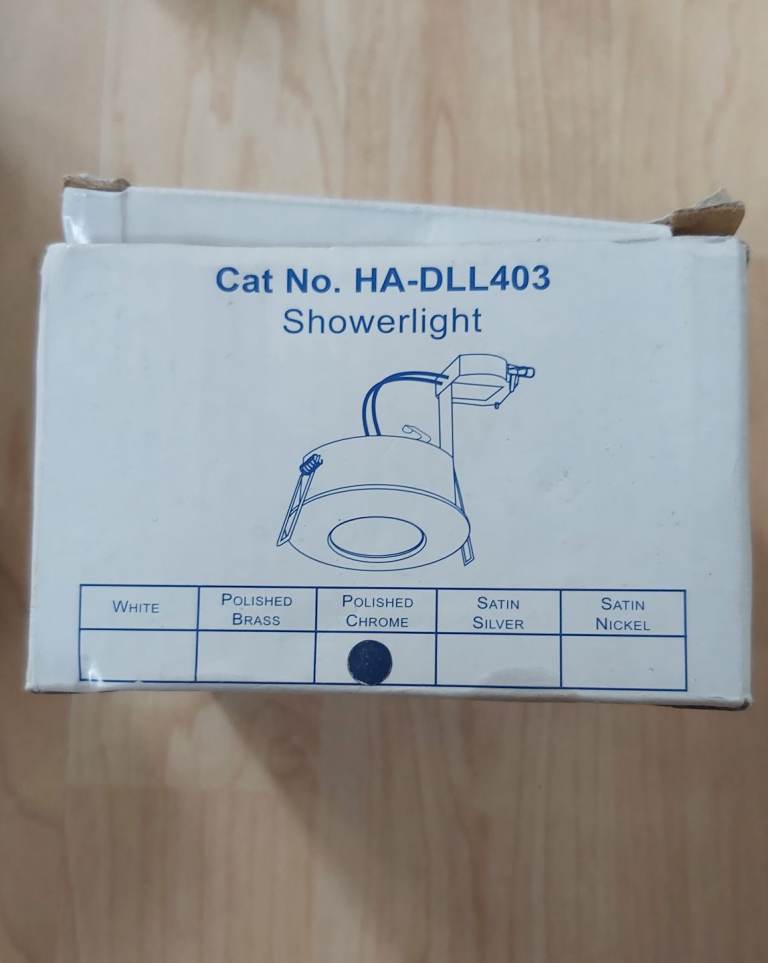 Cat No. HA-DLL403
Showerlight
WHITE
POLISHED
BRASS
POLISHED
CHROME
SATIN
SILVER
SATIN
NICKEL